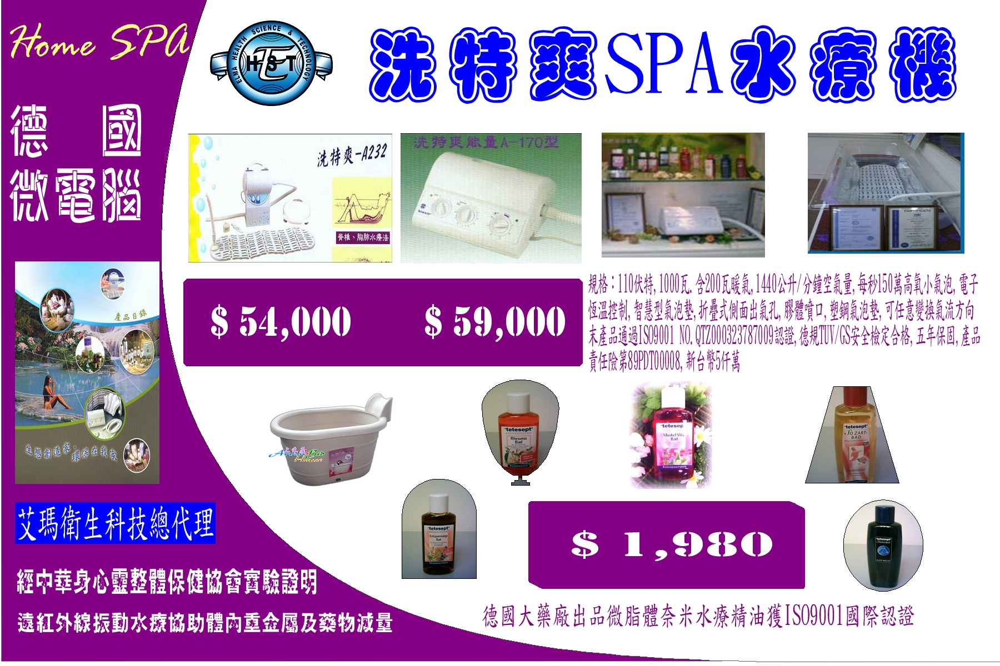 Home SPA
ELMA HEALTH SCIENCE & TECHNOLOGY
HST
洗特爽SPA水療機
德國
微電腦
洗特爽-A232
脊椎、胸肺水療法
洗特爽能量A-170型
CERTIFICATE
產品目錄
生態創造家‧環保在我家
$ 54,000
$ 59,000
規格:110伏特,1000瓦.含200瓦暖氣,1440公升/分鐘空氣量,每秒150萬高氧小氣泡,電子
恆溫控制,智慧型氣泡墊,折疊式側面出氣孔,膠體噴口,塑鋼氣泡墊,可任意變換氣流方向
末產品通過ISO9001 NO.QTZ000323787009認證,德規TUV/GS安全檢定合格,五年保固,產品
責任險第89PDT00008,新台幣5仟萬
House
tetesept
Rheuma
Bad
tetesept
Muskel Vital
Bad
tetesept
So ZART-
BAD
ROSENZART
tetesept
Entspannungs
Bad
tetesept
GUTE NACHT
$ 1,980
艾瑪衛生科技總代理
經中華身心靈整體保健協會實驗證明
遠紅外線振動水療協助體內重金屬及藥物減量
德國大藥廠出品微脂體奈米水療精油獲ISO9001國際認證